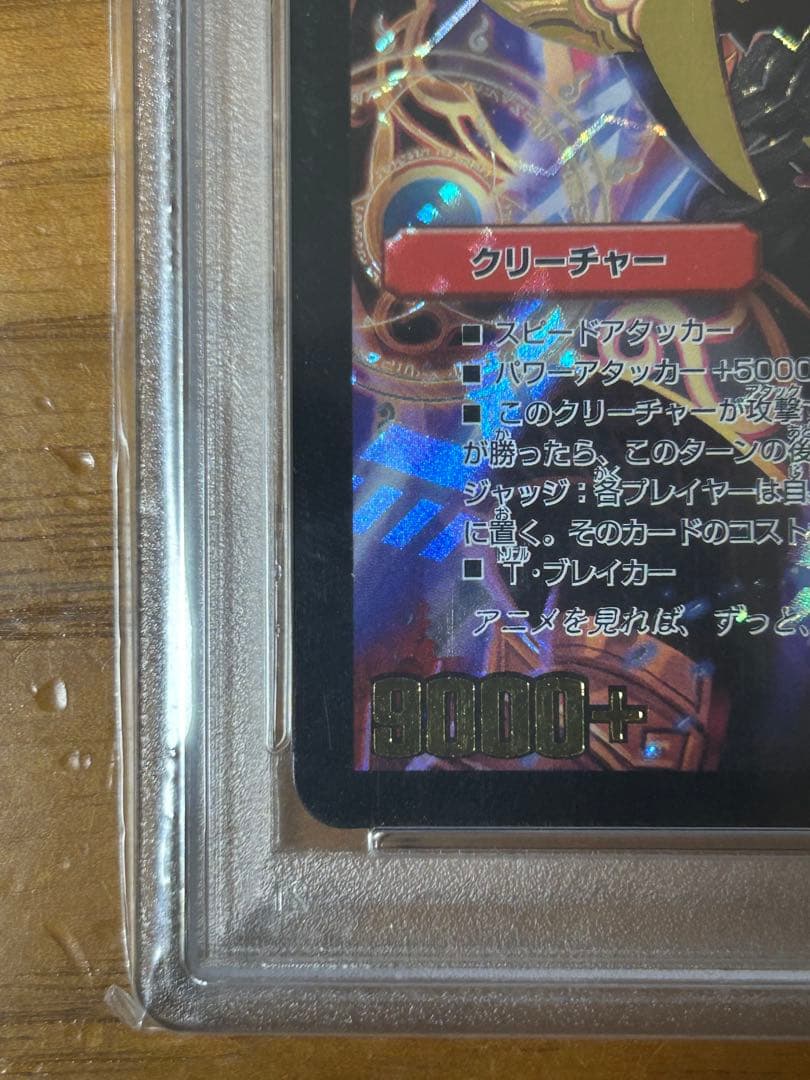 クリーチャー
■ スピードアタッカー
■ パワーアタッカー+5000
■ このクリーチャーが攻撃
が勝ったら、このターンの後
ジャッジ:各プレイヤーは自
に置く。そのカードのコスト
■ T・ブレイカー
アニメを見れば、ずっと、
9000+